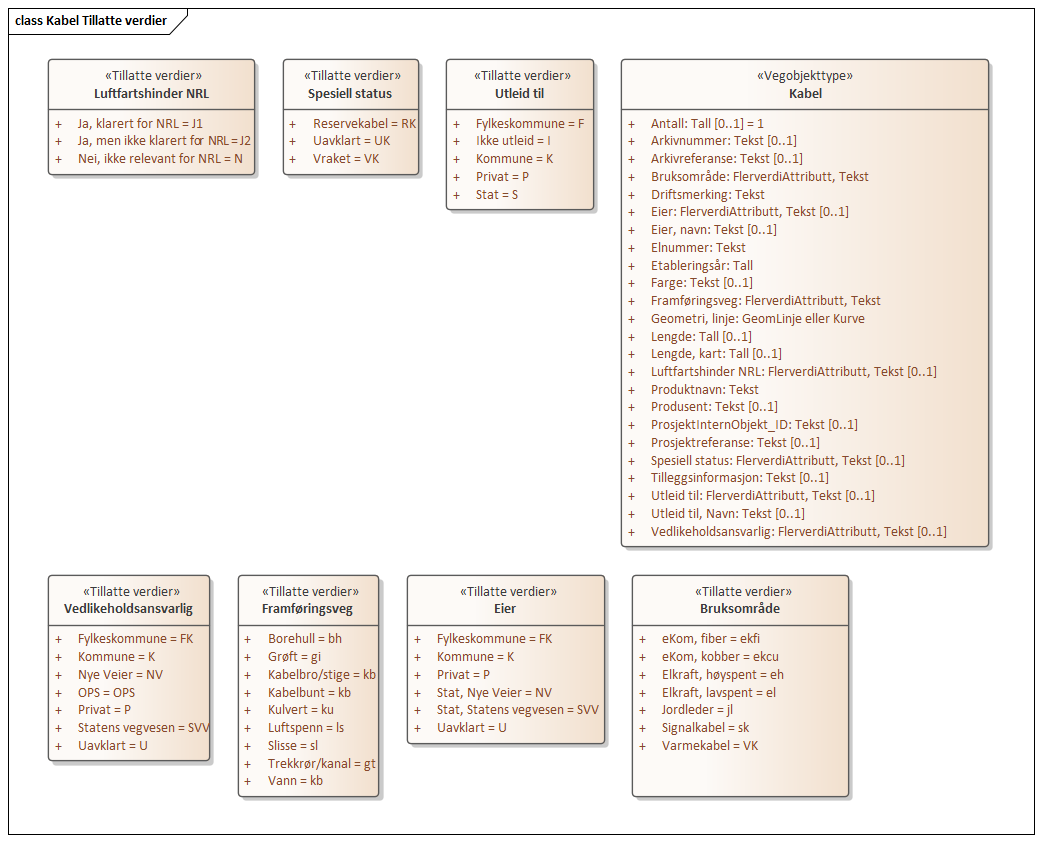 class Kabel Tillatte verdier
«Tillatte verdier»
Luftfartshinder NRL
+ Ja, klarert for NRL = J1
+ Ja, men ikke klarert for NRL = J2
+ Nei, ikke relevant for NRL = N
«Tillatte verdier»
Spesiell status
+ Reservekabel = RK
+ Uavklart = UK
+ Vraket = VK
«Tillatte verdier»
Utleid til
+ Fylkeskommune = F
+ Ikke utleid = I
+ Kommune = K
+ Privat = P
+ Stat = S
«Vegobjekttype»
Kabel
+ Antall: Tall [0..1] = 1
+ Arkivnummer: Tekst [0..1]
+ Arkivreferanse: Tekst [0..1]
+ Bruksområde: FlerverdiAttributt, Tekst
+ Driftsmerking: Tekst
+ Eier: FlerverdiAttributt, Tekst [0..1]
+ Eier, navn: Tekst [0..1]
+ Elnummer: Tekst
+ Etableringsår: Tall
+ Farge: Tekst [0..1]
+ Framføringsveg: FlerverdiAttributt, Tekst
+ Geometri, linje: GeomLinje eller Kurve
+ Lengde: Tall [0..1]
+ Lengde, kart: Tall [0..1]
+ Luftfartshinder NRL: FlerverdiAttributt, Tekst [0..1]
+ Produktnavn: Tekst
+ Produsent: Tekst [0..1]
+ ProsjektInternObjekt_ID: Tekst [0..1]
+ Prosjektreferanse: Tekst [0..1]
+ Spesiell status: FlerverdiAttributt, Tekst [0..1]
+ Tilleggsinformasjon: Tekst [0..1]
+ Utleid til: FlerverdiAttributt, Tekst [0..1]
+ Utleid til, Navn: Tekst [0..1]
+ Vedlikeholdsansvarlig: FlerverdiAttributt, Tekst [0..1]
«Tillatte verdier»
Vedlikeholdsansvarlig
+ Fylkeskommune = FK
+ Kommune = K
+ Nye Veier = NV
+ OPS = OPS
+ Privat = P
+ Statens vegvesen = SVV
+ Uavklart = U
«Tillatte verdier»
Framføringsveg
+ Borehull = bh
+ Grøft = gi
+ Kabelbro/stige = kb
+ Kabelbunt = kb
+ Kulvert = ku
+ Luftspenn = ls
+ Slisse = sl
+ Trekkrør/kanal = gt
+ Vann = kb
«Tillatte verdier»
Eier
+ Fylkeskommune = FK
+ Kommune = K
+ Privat = P
+ Stat, Nye Veier = NV
+ Stat, Statens vegvesen = SVV
+ Uavklart = U
«Tillatte verdier»
Bruksområde
+ eKom, fiber = ekfi
+ eKom, kobber = ekcu
+ Elkraft, høyspent = eh
+ Elkraft, lavspent = el
+ Jordleder = jl
+ Signalkabel = sk
+ Varmekabel = VK